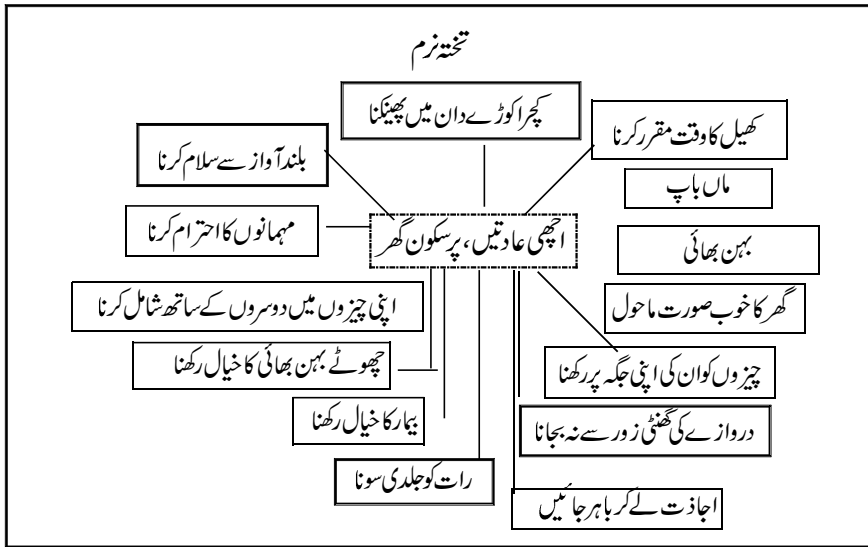 تختہ نرم
کچرا کوڑے دان میں پھینکنا
کھیل کا وقت مقرر کرنا
بلند آواز سے سلام کرنا
ماں باپ
مہمانوں کا احترام کرنا
اچھی عادتیں، پرسکون گھر
بہن بھائی
اپنی چیزوں میں دوسروں کے ساتھ شامل کرنا
گھر کا خوب صورت ماحول
چھوٹے بہن بھائی کا خیال رکھنا
چیزوں کو ان کی اپنی جگہ پر رکھنا
بیمار کا خیال رکھنا
دروازے کی گھنٹی زور سے نہ بجانا
رات کو جلدی سونا
اجاذت لے کر باہر جائیں